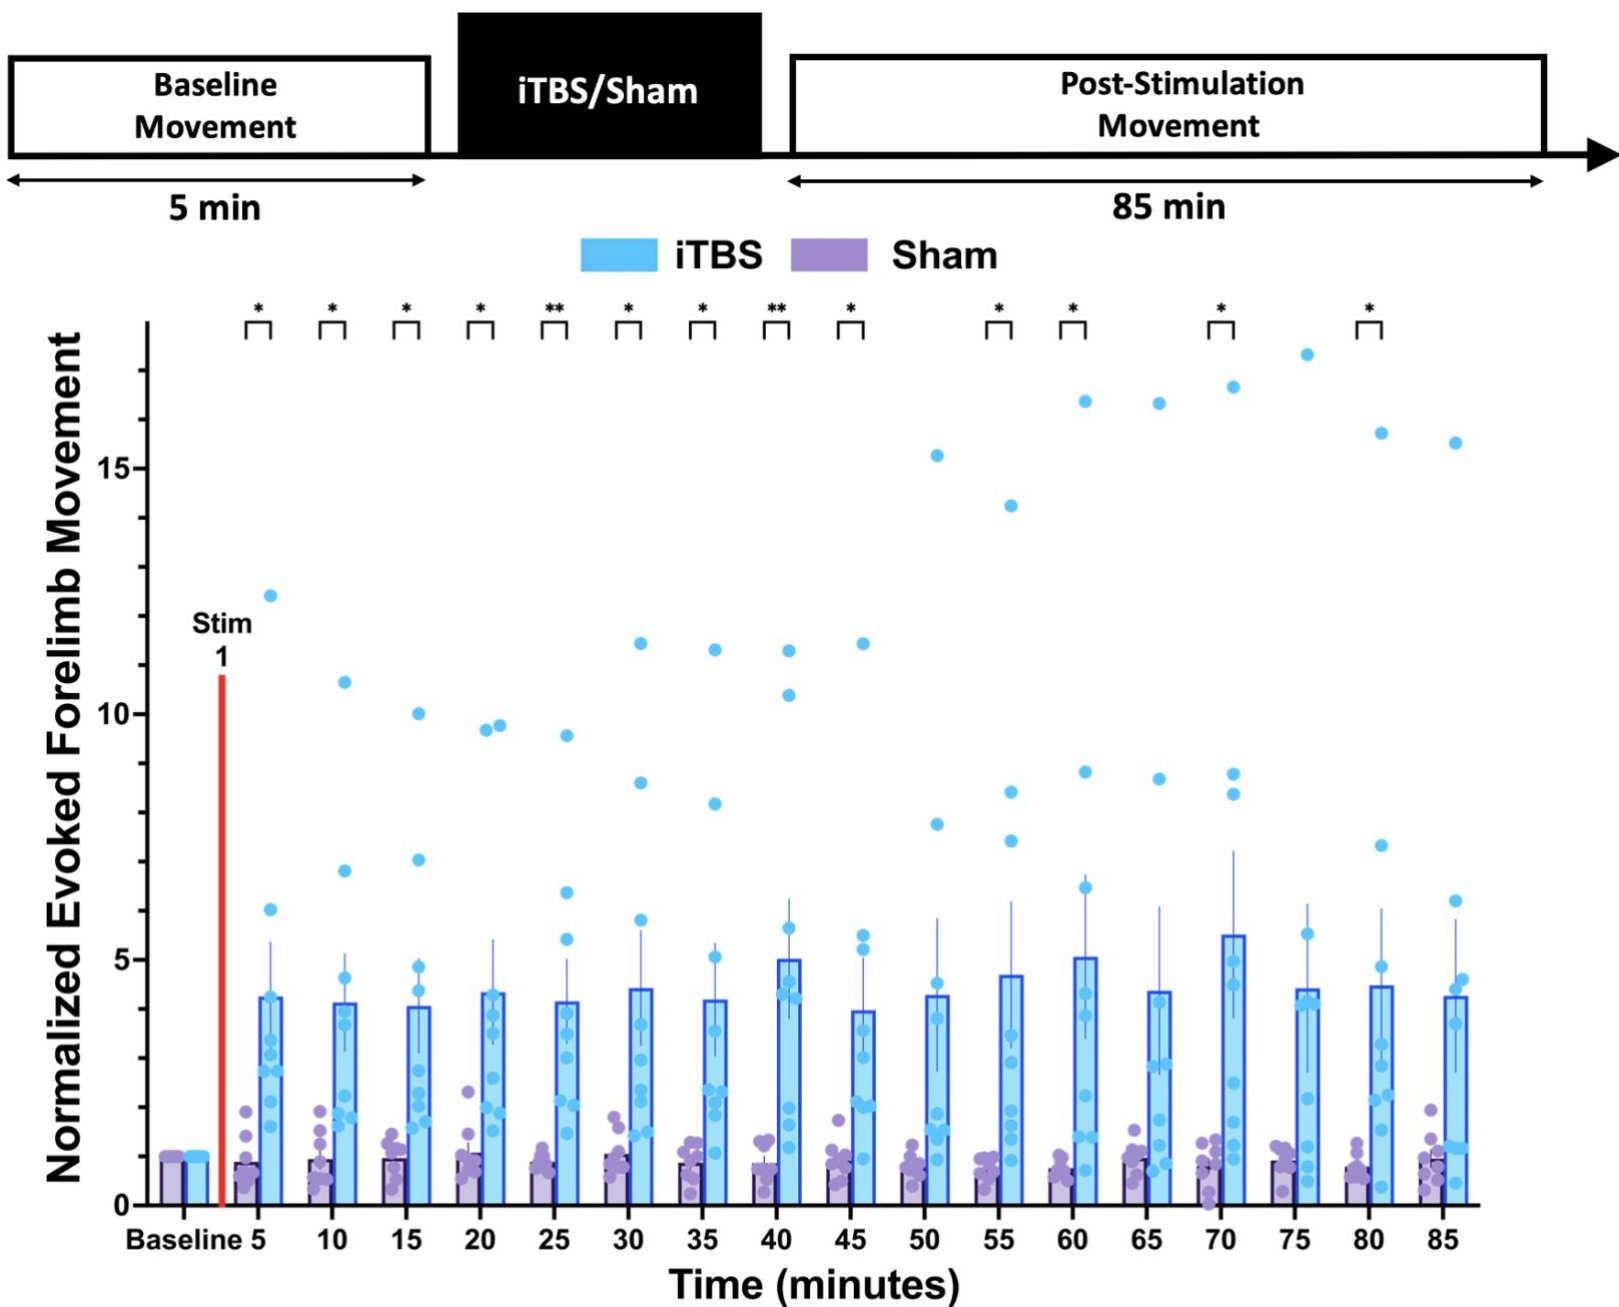 Baseline
Movement
iTBS/Sham
Post-Stimulation
Movement
5 min
85 min
iTBS Sham
* * * * ** * * ** * * * * *
Normalized Evoked Forelimb Movement
15
10
5
0
Stim
1
Baseline 5 10 15 20 25 30 35 40 45 50 55 60 65 70 75 80 85
Time (minutes)